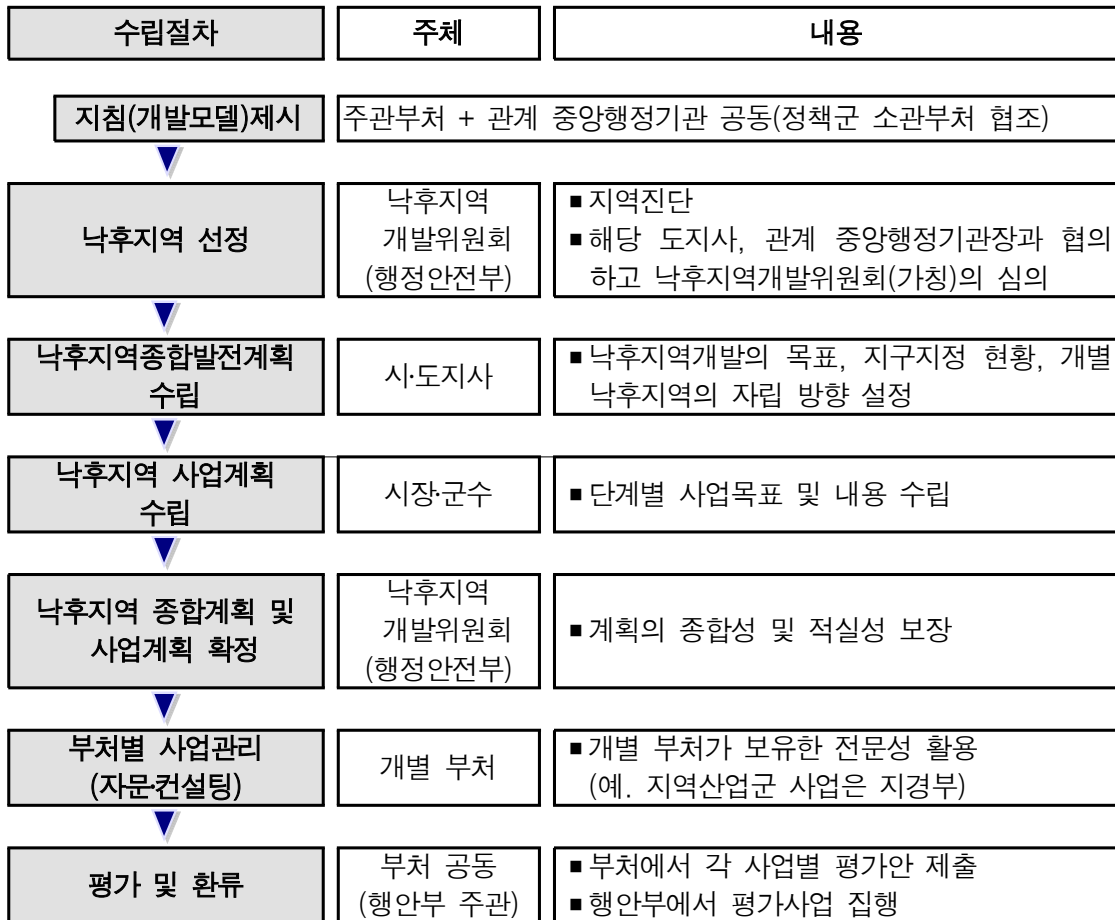 수립절차
주체
내용
지침(개발모델)제시
주관부처 + 관계 중앙행정기관 공동(정책군 소관부처 협조)
낙후지역 선정
낙후지역
개발위원회
(행정안전부)
■ 지역진단
■ 해당 도지사, 관계 중앙행정기관장과 협의
하고 낙후지역개발위원회(가칭)의 심의
낙후지역종합발전계획
수립
시·도지사
■ 낙후지역개발의 목표, 지구지정 현황, 개별
낙후지역의 자립 방향 설정
낙후지역 사업계획
수립
시장·군수
■ 단계별 사업목표 및 내용 수립
낙후지역 종합계획 및
사업계획 확정
낙후지역
개발위원회
(행정안전부)
■ 계획의 종합성 및 적실성 보장
부처별 사업관리
(자문·컨설팅)
개별 부처
■ 개별 부처가 보유한 전문성 활용
(예. 지역산업군 사업은 지경부)
평가 및 환류
부처 공동
(행안부 주관)
■ 부처에서 각 사업별 평가안 제출
■ 행안부에서 평가사업 집행